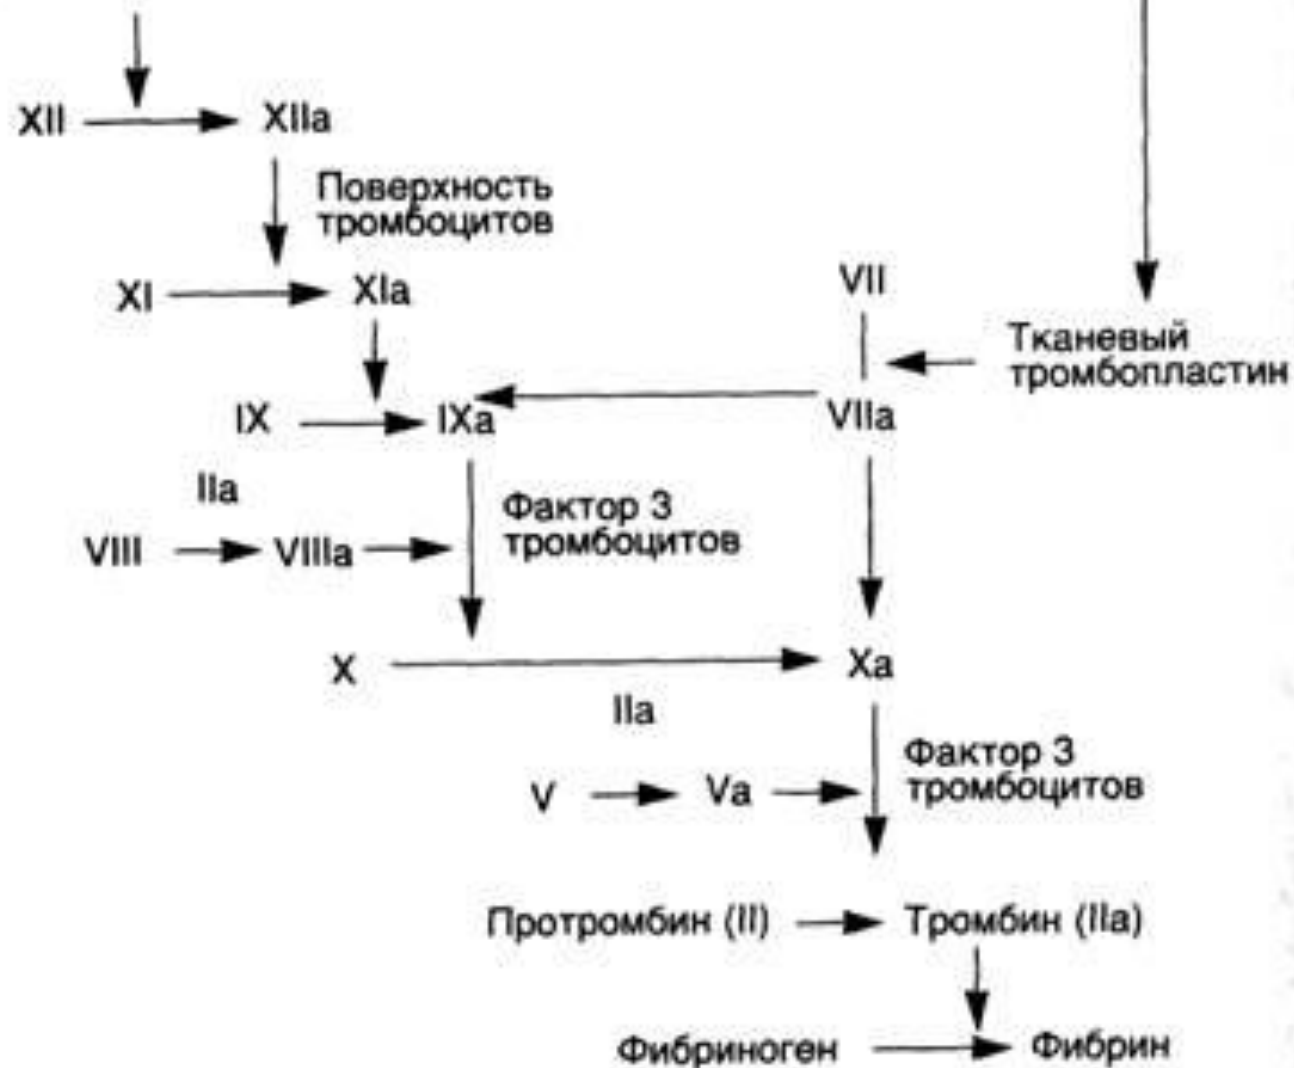 XII XIIa
Поверхность
тромбоцитов
XI XIa
VII
Тканевый
тромбопластин
IX IXa
VIIa
IIa
Фактор 3
тромбоцитов
VIII VIIIa
X Xa
IIa
Фактор 3
тромбоцитов
V Va
Протромбин (II) Тромбин (IIa)
Фибриноген Фибрин